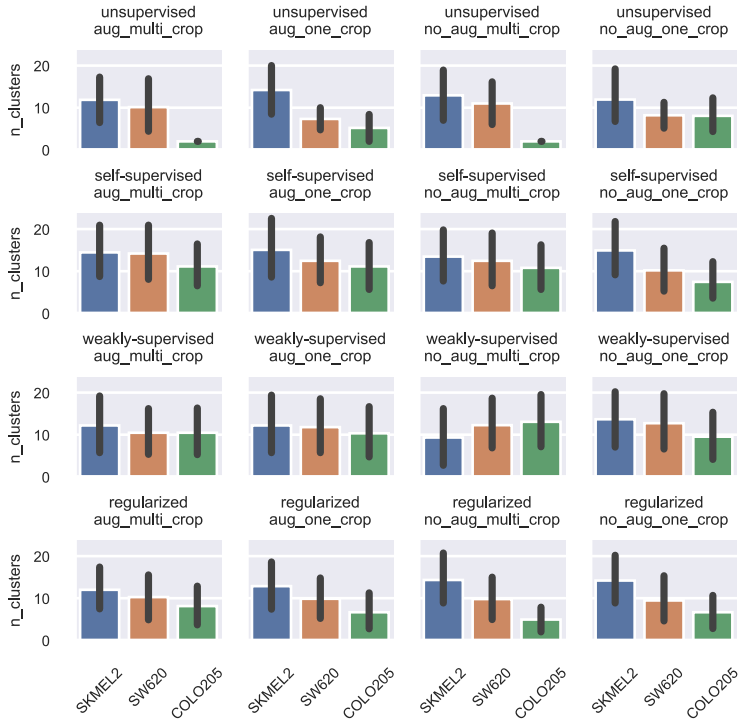 unsupervised unsupervised unsupervised unsupervised
aug_multi_crop aug_one_crop no_aug_multi_crop no_aug_one_crop
20
10
0
n_clusters
self-supervised self-supervised self-supervised self-supervised
aug_multi_crop aug_one_crop no_aug_multi_crop no_aug_one_crop
20
10
0
n_clusters
weakly-supervised weakly-supervised weakly-supervised weakly-supervised
aug_multi_crop aug_one_crop no_aug_multi_crop no_aug_one_crop
20
10
0
n_clusters
regularized regularized regularized regularized
aug_multi_crop aug_one_crop no_aug_multi_crop no_aug_one_crop
20
10
0
n_clusters
SKMEL2 SW620 COLO205 SKMEL2 SW620 COLO205 SKMEL2 SW620 COLO205 SKMEL2 SW620 COLO205